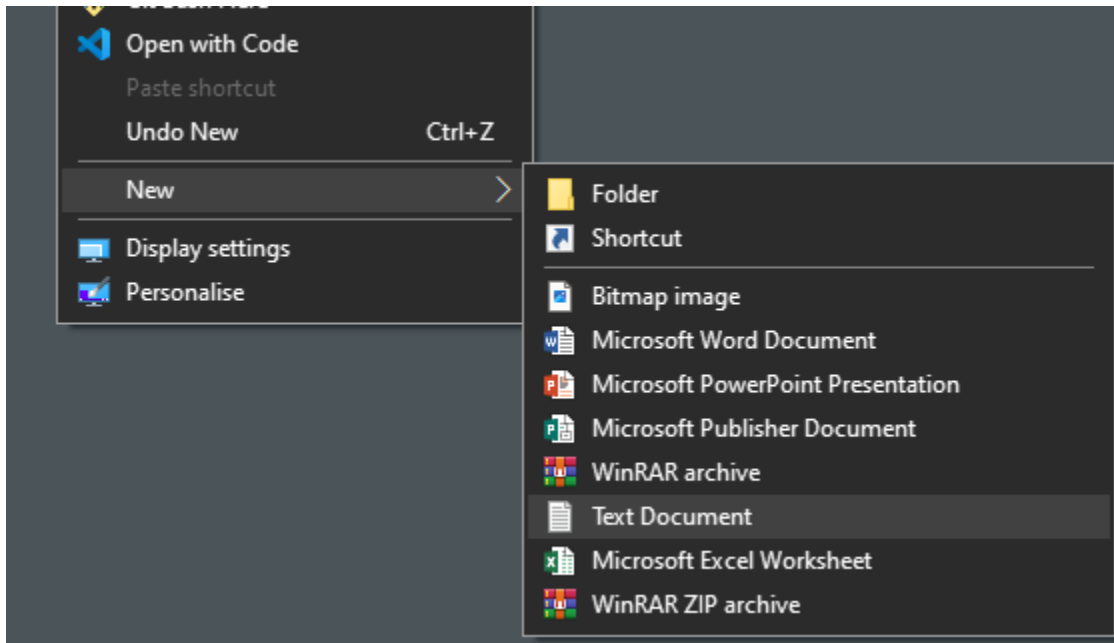 Open with Code
Paste shortcut
Undo New Ctrl+Z
New
Display settings
Personalise
Folder
Shortcut
Bitmap image
Microsoft Word Document
Microsoft PowerPoint Presentation
Microsoft Publisher Document
WinRAR archive
Text Document
Microsoft Excel Worksheet
WinRAR ZIP archive